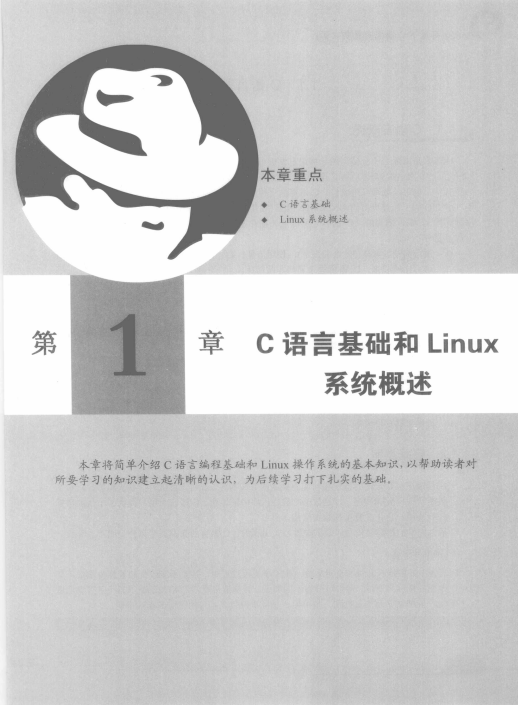 本章重点
◆ C 语言基础
◆ Linux 系统概述
第 1 章 C 语言基础和 Linux
系统概述
本章将简单介绍 C 语言编程基础和 Linux 操作系统的基本知识,以帮助读者对
所要学习的知识建立起清晰的认识,为后续学习打下扎实的基础。